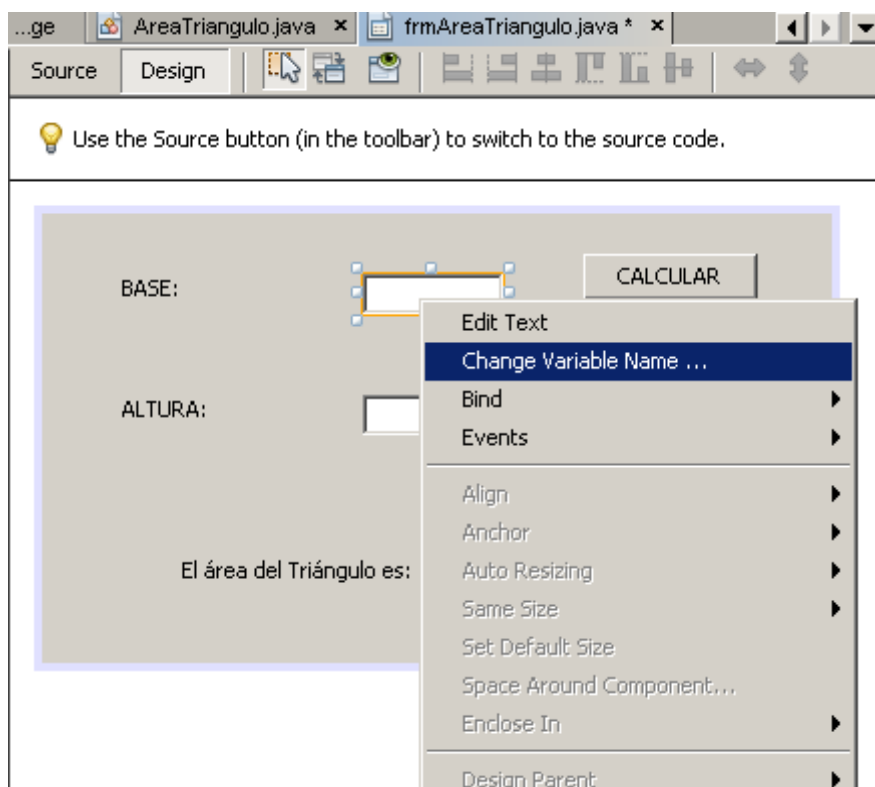 ...ge AreaTriangulo.java × frmAreaTriangulo.java * ×
Source Design
Use the Source button (in the toolbar) to switch to the source code.
BASE: CALCULAR
Edit Text
Change Variable Name ...
Bind
ALTURA:
Events
Align
Anchor
El área del Triángulo es: Auto Resizing
Same Size
Set Default Size
Space Around Component...
Enclose In
Design Parent